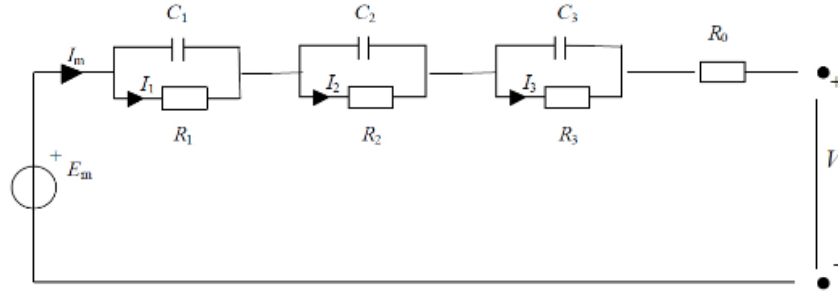 C₁ C₂ C₃ R₀
Iₘ I₁ I₂ I₃ +
R₁ R₂ R₃
+ Eₘ V
−